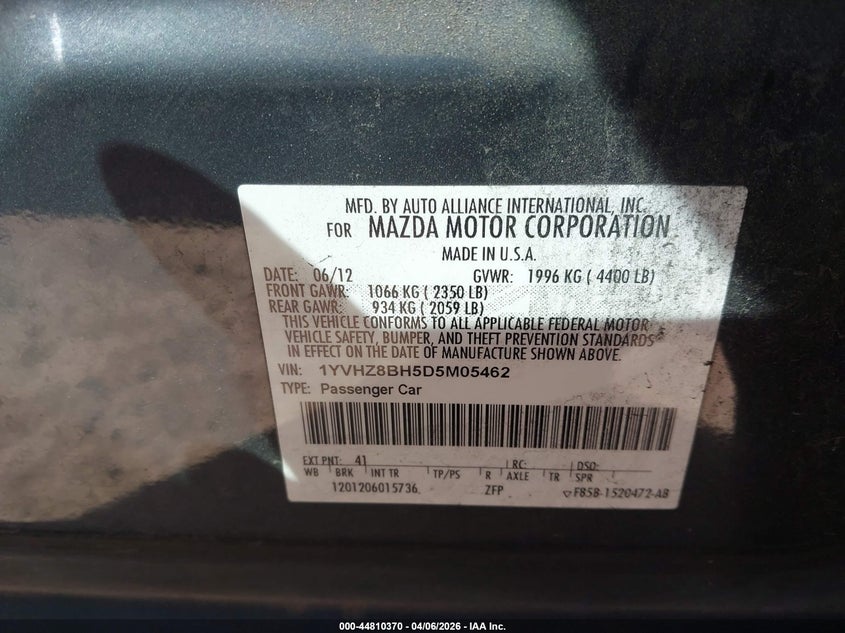 MFD. BY AUTO ALLIANCE INTERNATIONAL, INC.
FOR MAZDA MOTOR CORPORATION
MADE IN U.S.A.
DATE: 06/12 GVWR: 1996 KG ( 4400 LB)
FRONT GAWR: 1066 KG ( 2350 LB)
REAR GAWR: 934 KG ( 2059 LB)
THIS VEHICLE CONFORMS TO ALL APPLICABLE FEDERAL MOTOR
VEHICLE SAFETY, BUMPER, AND THEFT PREVENTION STANDARDS
IN EFFECT ON THE DATE OF MANUFACTURE SHOWN ABOVE.
VIN: 1YVHZ8BH5D5M05462
TYPE: Passenger Car
EXT PNT: 41 RC: DSO:
WB BRK INT TR TP/PS R AXLE TR SPR
1201206015736 ZFP F85B-1520472-AB
000-44810370 | 04/06/2026 | IAA Inc.